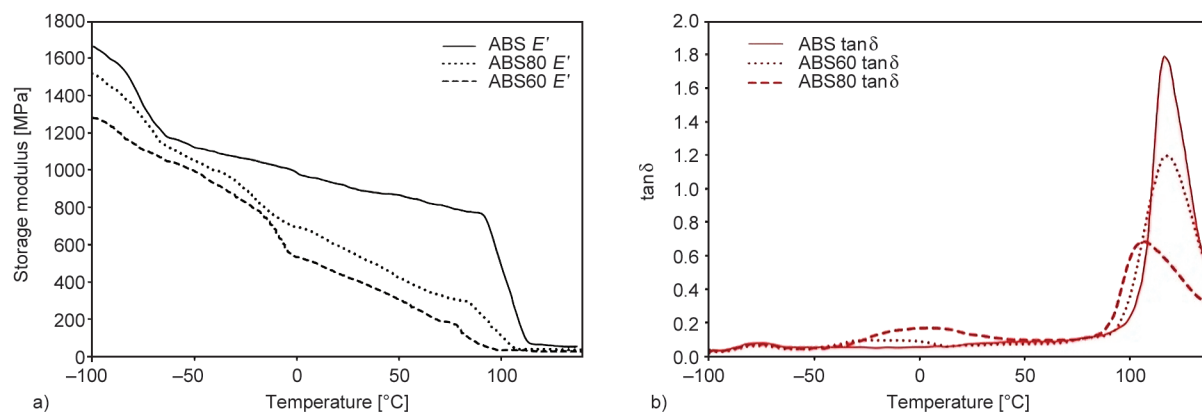 1800
1600
1400
1200
1000
800
600
400
200
0
Storage modulus [MPa]
ABS E'
ABS80 E'
ABS60 E'
–100
–50
0
50
100
Temperature [°C]
a)
2.0
1.8
1.6
1.4
1.2
1.0
0.8
0.6
0.4
0.2
0.0
tanδ
ABS tanδ
ABS60 tanδ
ABS80 tanδ
–100
–50
0
50
100
Temperature [°C]
b)